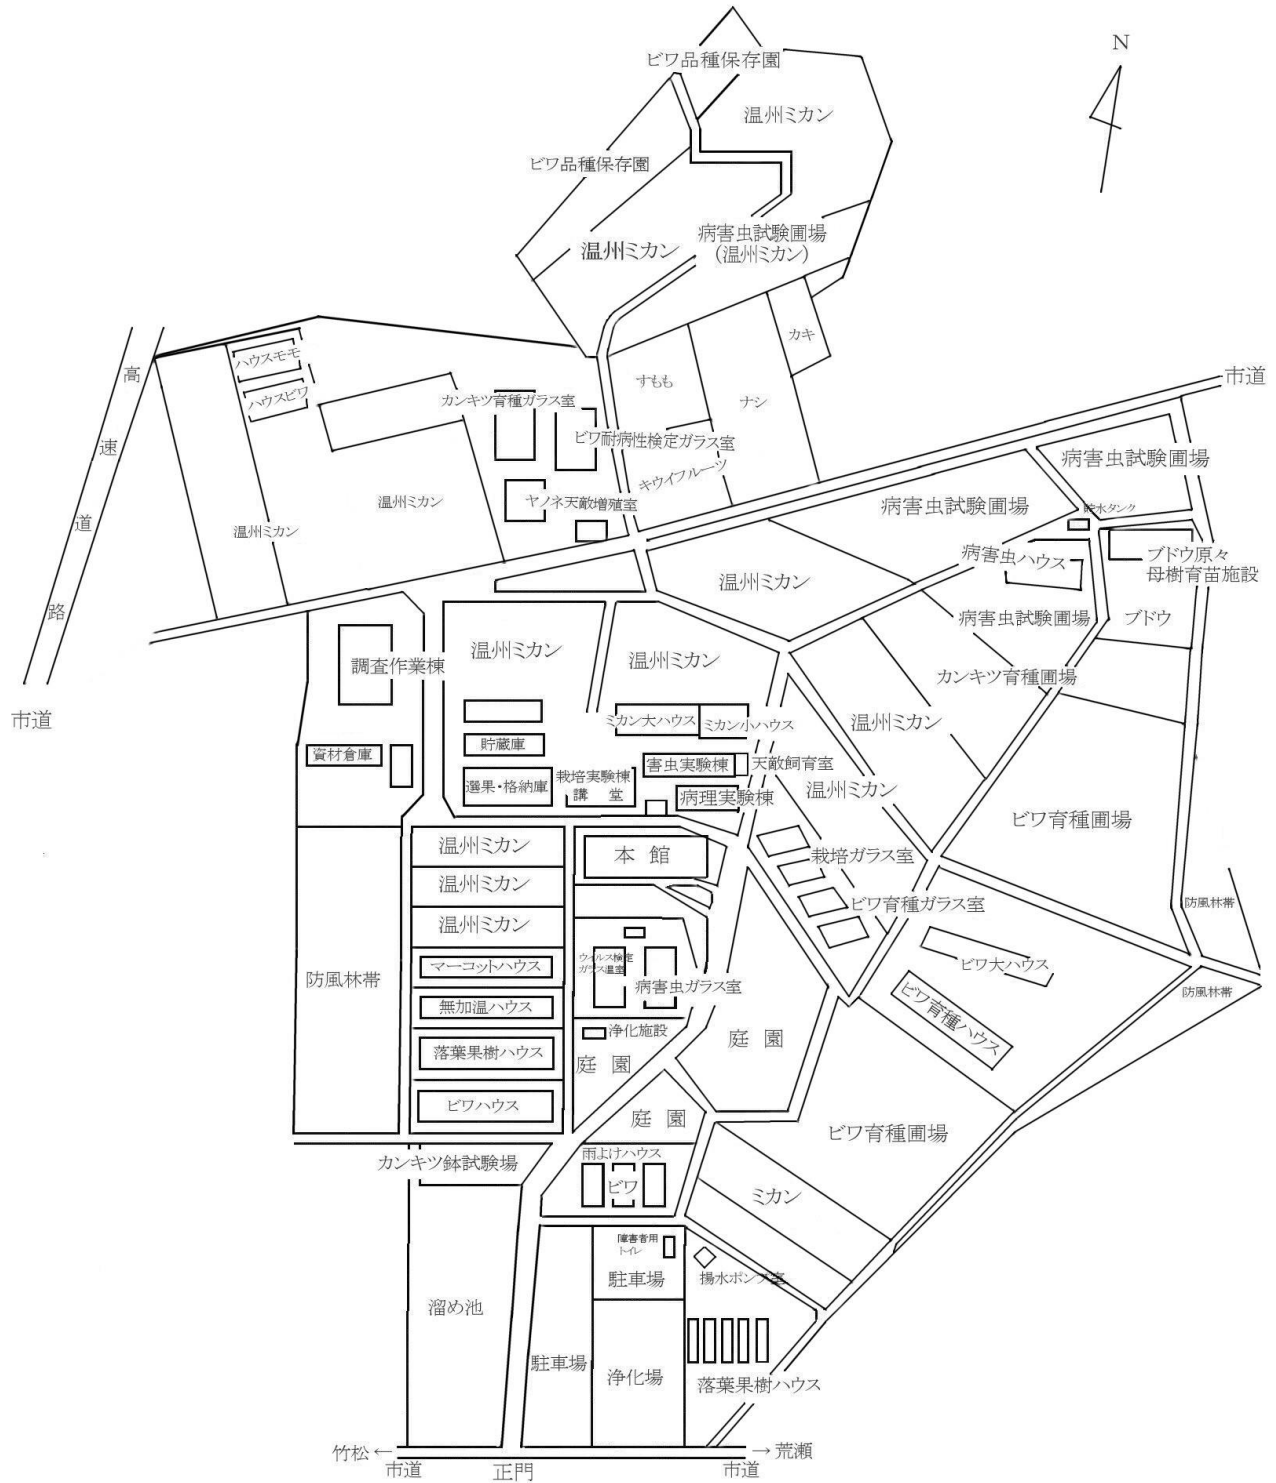 N
ビワ品種保存園
温州ミカン
ビワ品種保存園
病害虫試験圃場
(温州ミカン)
温州ミカン
カキ
高速道路
ハウスモモ
ハウスビワ
すもも
ナシ
市道
カンキツ育種ガラス室
ビワ耐病性検定ガラス室
キウイフルーツ
病害虫試験圃場
ヤノネ天敵増殖室
温州ミカン
温州ミカン
病害虫試験圃場
貯水タンク
病害虫ハウス
ブドウ原々
母樹育苗施設
温州ミカン
病害虫試験圃場
ブドウ
調査作業棟
温州ミカン
温州ミカン
カンキツ育種圃場
市道
ミカン大ハウス
ミカン小ハウス
温州ミカン
資材倉庫
貯蔵庫
害虫実験棟
天敵飼育室
選果・格納庫
栽培実験棟
講 堂
病理実験棟
温州ミカン
ビワ育種圃場
温州ミカン
本 館
栽培ガラス室
温州ミカン
ビワ育種ガラス室
防風林帯
温州ミカン
ウイルス検定
ガラス温室
マーコットハウス
ビワ大ハウス
防風林帯
病害虫ガラス室
防風林帯
無加温ハウス
ビワ育種ハウス
浄化施設
庭 園
落葉果樹ハウス
庭 園
ビワハウス
庭 園
ビワ育種圃場
カンキツ鉢試験場
雨よけハウス
ビワ
ミカン
障害者用
トイレ
駐車場
揚水ポンプ室
溜め池
駐車場
浄化場
落葉果樹ハウス
竹松 ←
→ 荒瀬
市道
正門
市道